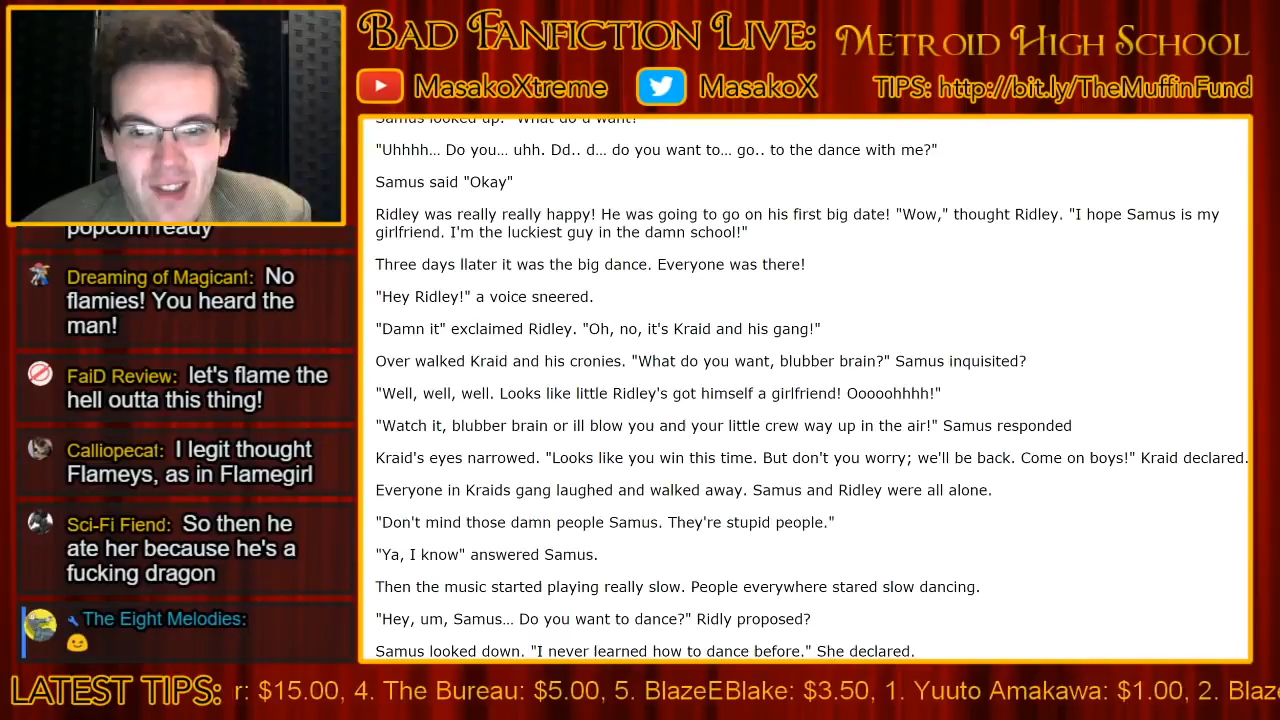 BAD FANFICTION LIVE: METROID HIGH SCHOOL
MasakoXtreme MasakoX TIPS: http://bit.ly/TheMuffinFund
Samus looked up. "What do u want?"
"Uhhhh... Do you... uhh. Dd.. d... do you want to... go.. to the dance with me?"
Samus said "Okay"
Ridley was really really happy! He was going to go on his first big date! "Wow," thought Ridley. "I hope Samus is my
girlfriend. I'm the luckiest guy in the damn school!"
Three days llater it was the big dance. Everyone was there!
"Hey Ridley!" a voice sneered.
"Damn it" exclaimed Ridley. "Oh, no, it's Kraid and his gang!"
Over walked Kraid and his cronies. "What do you want, blubber brain?" Samus inquisited?
"Well, well, well. Looks like little Ridley's got himself a girlfriend! Ooooohhhh!"
"Watch it, blubber brain or ill blow you and your little crew way up in the air!" Samus responded
Kraid's eyes narrowed. "Looks like you win this time. But don't you worry; we'll be back. Come on boys!" Kraid declared.
Everyone in Kraids gang laughed and walked away. Samus and Ridley were all alone.
"Don't mind those damn people Samus. They're stupid people."
"Ya, I know" answered Samus.
Then the music started playing really slow. People everywhere stared slow dancing.
"Hey, um, Samus... Do you want to dance?" Ridly proposed?
Samus looked down. "I never learned how to dance before." She declared.
popcorn ready
Dreaming of Magicant: No
flamies! You heard the
man!
FaiD Review: let's flame the
hell outta this thing!
Calliopecat: I legit thought
Flameys, as in Flamegirl
Sci-Fi Fiend: So then he
ate her because he's a
fucking dragon
The Eight Melodies:
LATEST TIPS: r: $15.00, 4. The Bureau: $5.00, 5. BlazeEBlake: $3.50, 1. Yuuto Amakawa: $1.00, 2. Blaze